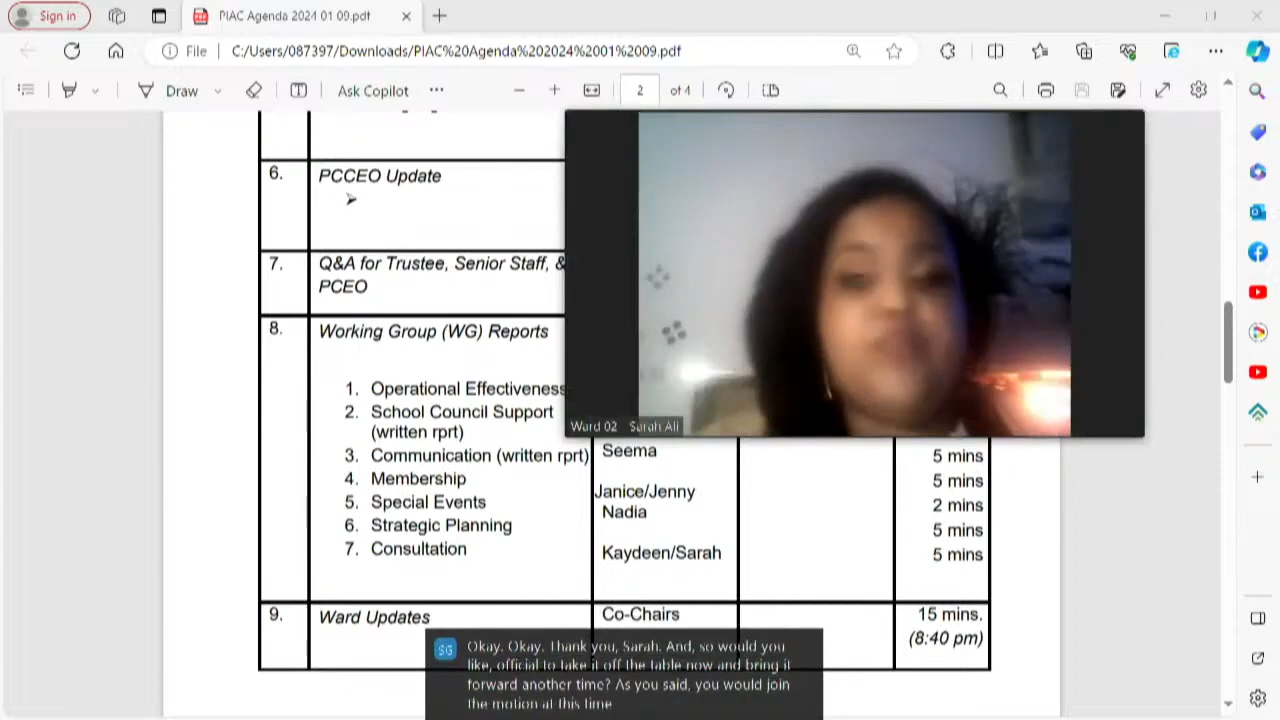 Sign in
PIAC Agenda 2024 01 09.pdf
File
C:/Users/087397/Downloads/PIAC%20Agenda%202024%2001%2009.pdf
Draw
Ask Copilot
2
of 4
6.
PCCEO Update
7.
Q&A for Trustee, Senior Staff, &
PCEO
8.
Working Group (WG) Reports
1. Operational Effectiveness
2. School Council Support
(written rprt)
3. Communication (written rprt)
4. Membership
5. Special Events
6. Strategic Planning
7. Consultation
Seema
Janice/Jenny
Nadia
Kaydeen/Sarah
5 mins
5 mins
2 mins
5 mins
5 mins
Ward 02 Sarah Ali
9.
Ward Updates
Co-Chairs
15 mins.
(8:40 pm)
SG
Okay. Okay. Thank you, Sarah. And, so would you
like, official to take it off the table now and bring it
forward another time? As you said, you would join
the motion at this time